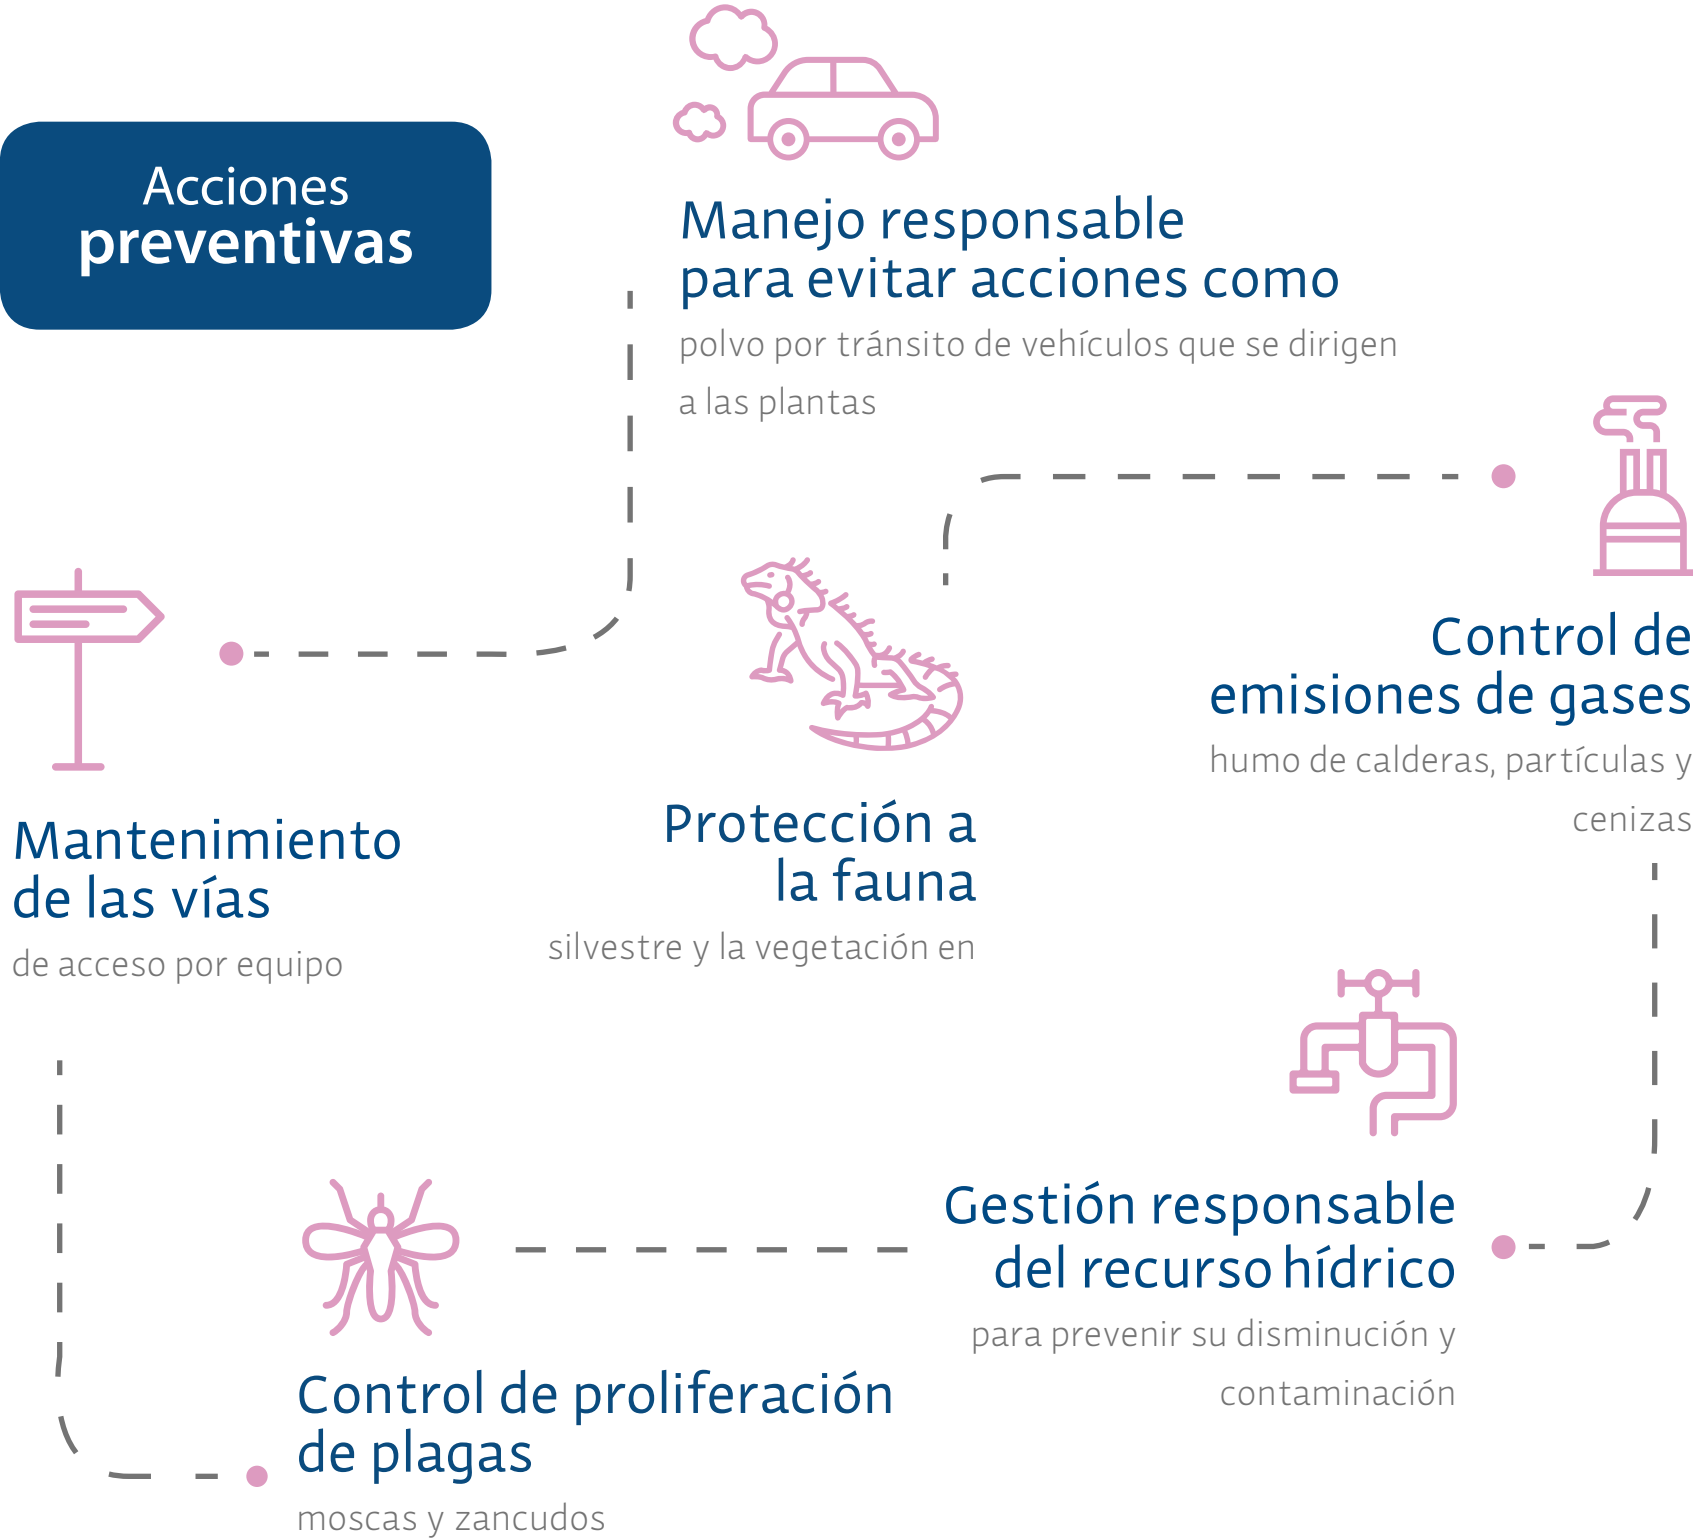 Acciones
preventivas
Manejo responsable
para evitar acciones como
polvo por tránsito de vehículos que se dirigen
a las plantas
Control de
emisiones de gases
humo de calderas, partículas y
cenizas
Mantenimiento
de las vías
de acceso por equipo
Protección a
la fauna
silvestre y la vegetación en
Gestión responsable
del recurso hídrico
para prevenir su disminución y
contaminación
Control de proliferación
de plagas
moscas y zancudos